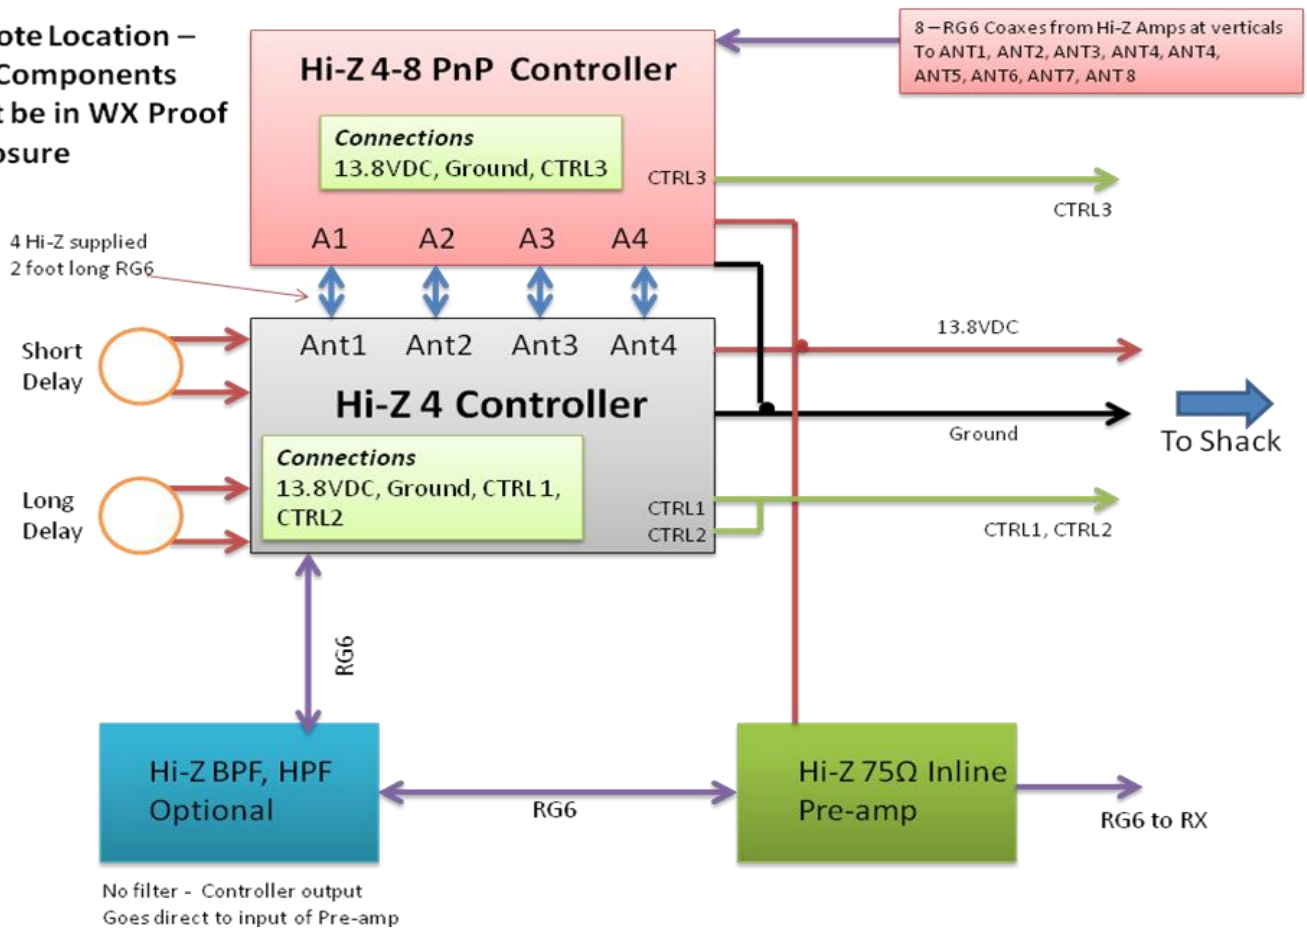 ote Location –
Components
t be in WX Proof
osure
Hi-Z 4-8 PnP Controller
8 – RG6 Coaxes from Hi-Z Amps at verticals
To ANT1, ANT2, ANT3, ANT4, ANT4,
ANT5, ANT6, ANT7, ANT 8
Connections
13.8VDC, Ground, CTRL3
CTRL3
CTRL3
A1 A2 A3 A4
4 Hi-Z supplied
2 foot long RG6
Short
Delay
Ant1 Ant2 Ant3 Ant4
13.8VDC
Hi-Z 4 Controller
Ground
To Shack
Connections
13.8VDC, Ground, CTRL1,
CTRL2
Long
Delay
CTRL1
CTRL2
CTRL1, CTRL2
RG6
Hi-Z BPF, HPF
Optional
RG6
Hi-Z 75Ω Inline
Pre-amp
RG6 to RX
No filter - Controller output
Goes direct to input of Pre-amp